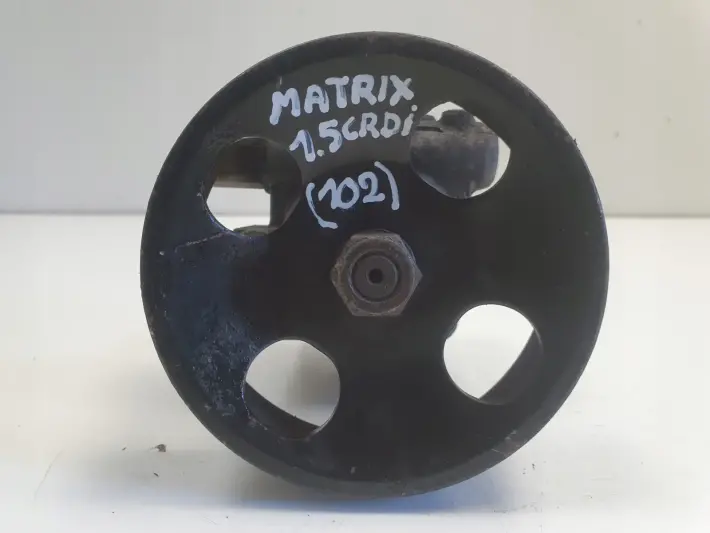 MATRIX
1.5CRDi
(102)